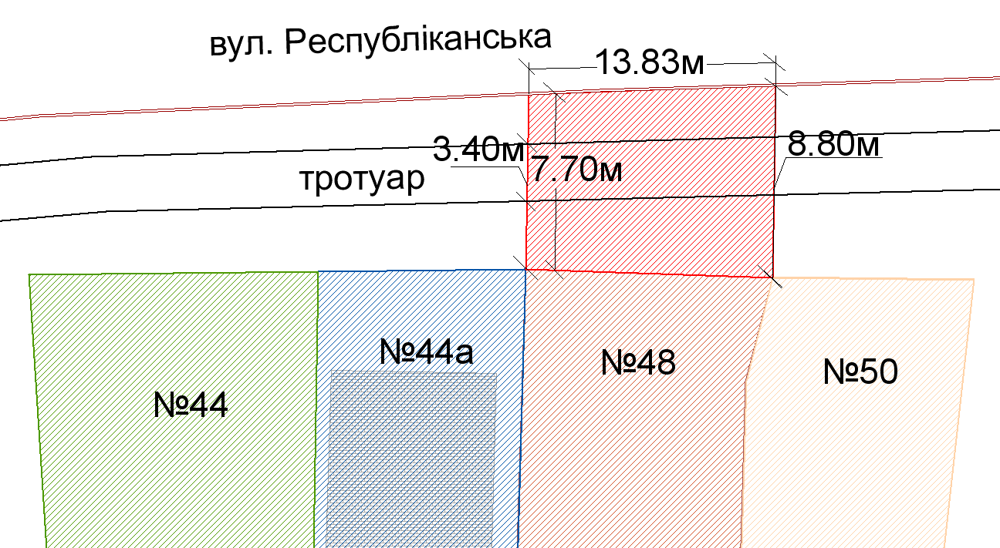 вул. Республіканська
13.83м
3.40м
8.80м
7.70м
тротуар
№44а
№48
№50
№44